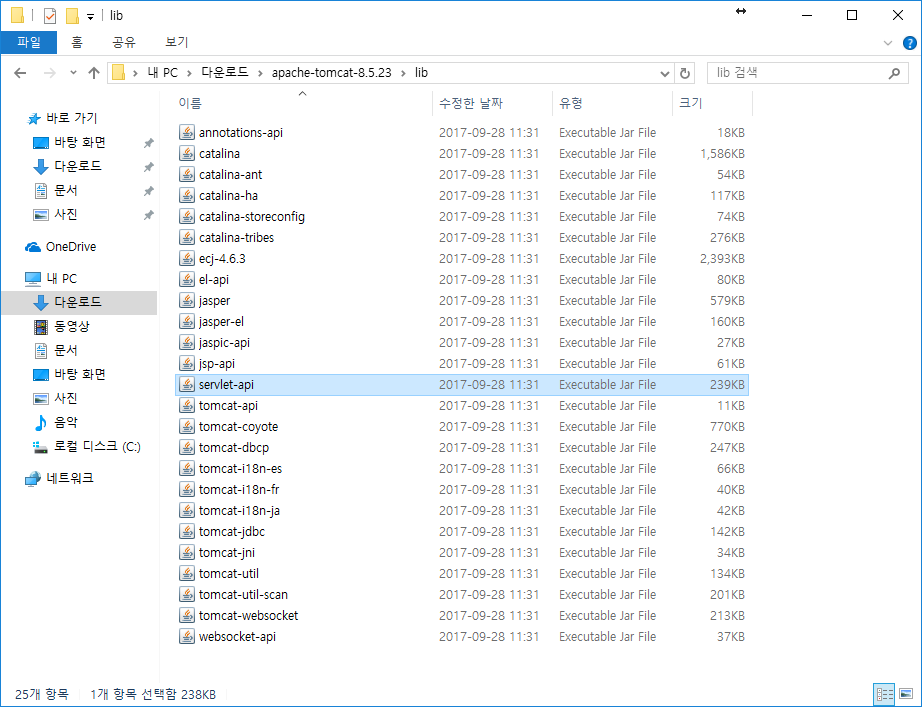 lib
파일 홈 공유 보기
내 PC › 다운로드 › apache-tomcat-8.5.23 › lib
lib 검색
바로 가기
바탕 화면
다운로드
문서
사진
OneDrive
내 PC
다운로드
동영상
문서
바탕 화면
사진
음악
로컬 디스크 (C:)
네트워크
이름 수정한 날짜 유형 크기
annotations-api 2017-09-28 11:31 Executable Jar File 18KB
catalina 2017-09-28 11:31 Executable Jar File 1,586KB
catalina-ant 2017-09-28 11:31 Executable Jar File 54KB
catalina-ha 2017-09-28 11:31 Executable Jar File 117KB
catalina-storeconfig 2017-09-28 11:31 Executable Jar File 74KB
catalina-tribes 2017-09-28 11:31 Executable Jar File 276KB
ecj-4.6.3 2017-09-28 11:31 Executable Jar File 2,393KB
el-api 2017-09-28 11:31 Executable Jar File 80KB
jasper 2017-09-28 11:31 Executable Jar File 579KB
jasper-el 2017-09-28 11:31 Executable Jar File 160KB
jaspic-api 2017-09-28 11:31 Executable Jar File 27KB
jsp-api 2017-09-28 11:31 Executable Jar File 61KB
servlet-api 2017-09-28 11:31 Executable Jar File 239KB
tomcat-api 2017-09-28 11:31 Executable Jar File 11KB
tomcat-coyote 2017-09-28 11:31 Executable Jar File 770KB
tomcat-dbcp 2017-09-28 11:31 Executable Jar File 247KB
tomcat-i18n-es 2017-09-28 11:31 Executable Jar File 66KB
tomcat-i18n-fr 2017-09-28 11:31 Executable Jar File 40KB
tomcat-i18n-ja 2017-09-28 11:31 Executable Jar File 42KB
tomcat-jdbc 2017-09-28 11:31 Executable Jar File 142KB
tomcat-jni 2017-09-28 11:31 Executable Jar File 34KB
tomcat-util 2017-09-28 11:31 Executable Jar File 134KB
tomcat-util-scan 2017-09-28 11:31 Executable Jar File 201KB
tomcat-websocket 2017-09-28 11:31 Executable Jar File 213KB
websocket-api 2017-09-28 11:31 Executable Jar File 37KB
25개 항목 1개 항목 선택함 238KB